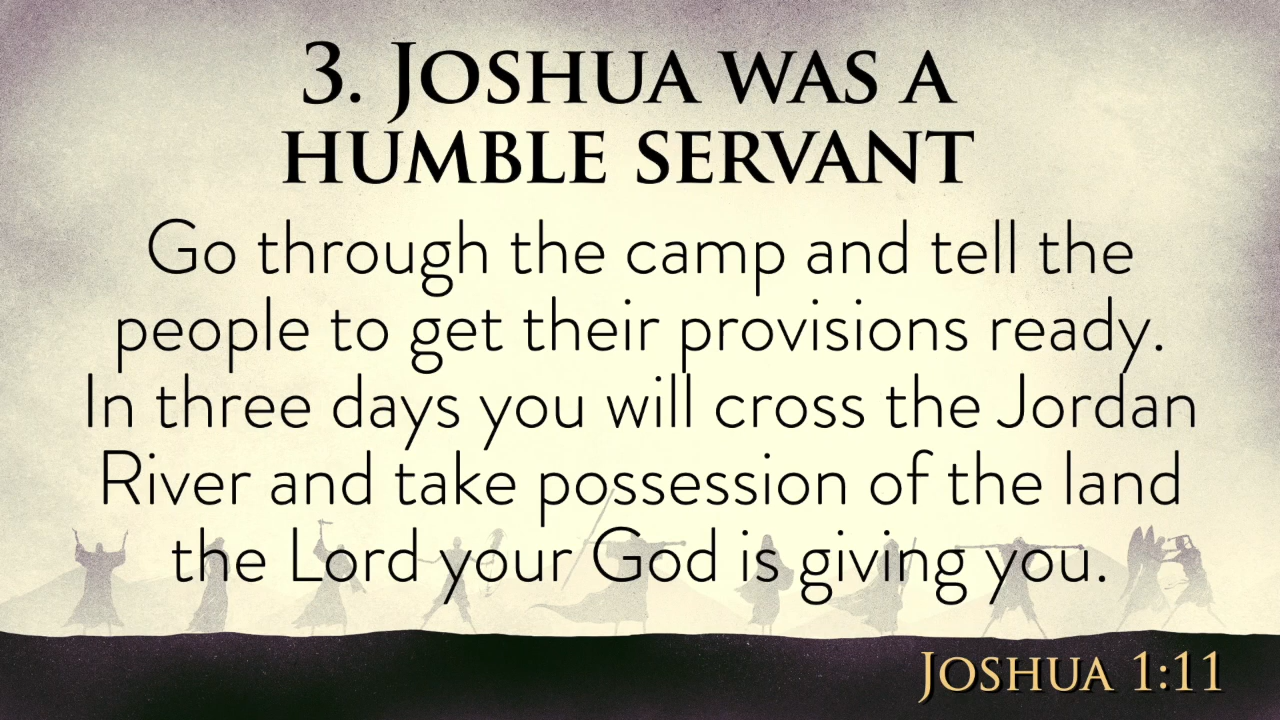 3. Joshua was a
humble servant
Go through the camp and tell the
people to get their provisions ready.
In three days you will cross the Jordan
River and take possession of the land
the Lord your God is giving you.
Joshua 1:11